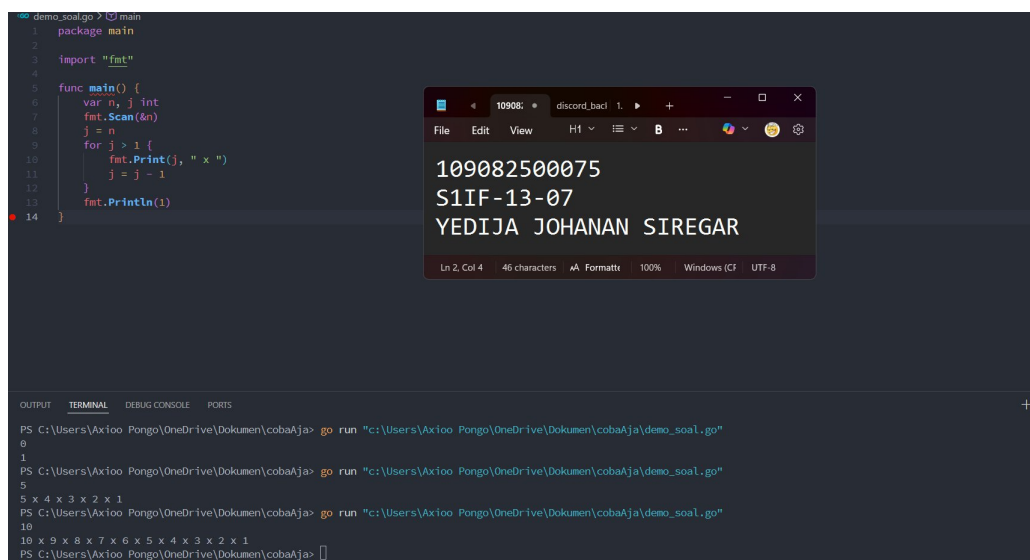 demo_soal.go > main
1 package main
2
3 import "fmt"
4
5 func main() {
6 var n, j int
7 fmt.Scan(&n)
8 j = n
9 for j > 1 {
10 fmt.Print(j, " x ")
11 j = j - 1
12 }
13 fmt.Println(1)
14 }
10908: discord_bacl 1.
File Edit View H1 B ...
109082500075
S1IF-13-07
YEDIJA JOHANAN SIREGAR
Ln 2, Col 4 46 characters Formatte 100% Windows (CF UTF-8
OUTPUT TERMINAL DEBUG CONSOLE PORTS
PS C:\Users\Axioo Pongo\OneDrive\Dokumen\cobaAja> go run "c:\Users\Axioo Pongo\OneDrive\Dokumen\cobaAja\demo_soal.go"
0
1
PS C:\Users\Axioo Pongo\OneDrive\Dokumen\cobaAja> go run "c:\Users\Axioo Pongo\OneDrive\Dokumen\cobaAja\demo_soal.go"
5
5 x 4 x 3 x 2 x 1
PS C:\Users\Axioo Pongo\OneDrive\Dokumen\cobaAja> go run "c:\Users\Axioo Pongo\OneDrive\Dokumen\cobaAja\demo_soal.go"
10
10 x 9 x 8 x 7 x 6 x 5 x 4 x 3 x 2 x 1
PS C:\Users\Axioo Pongo\OneDrive\Dokumen\cobaAja>